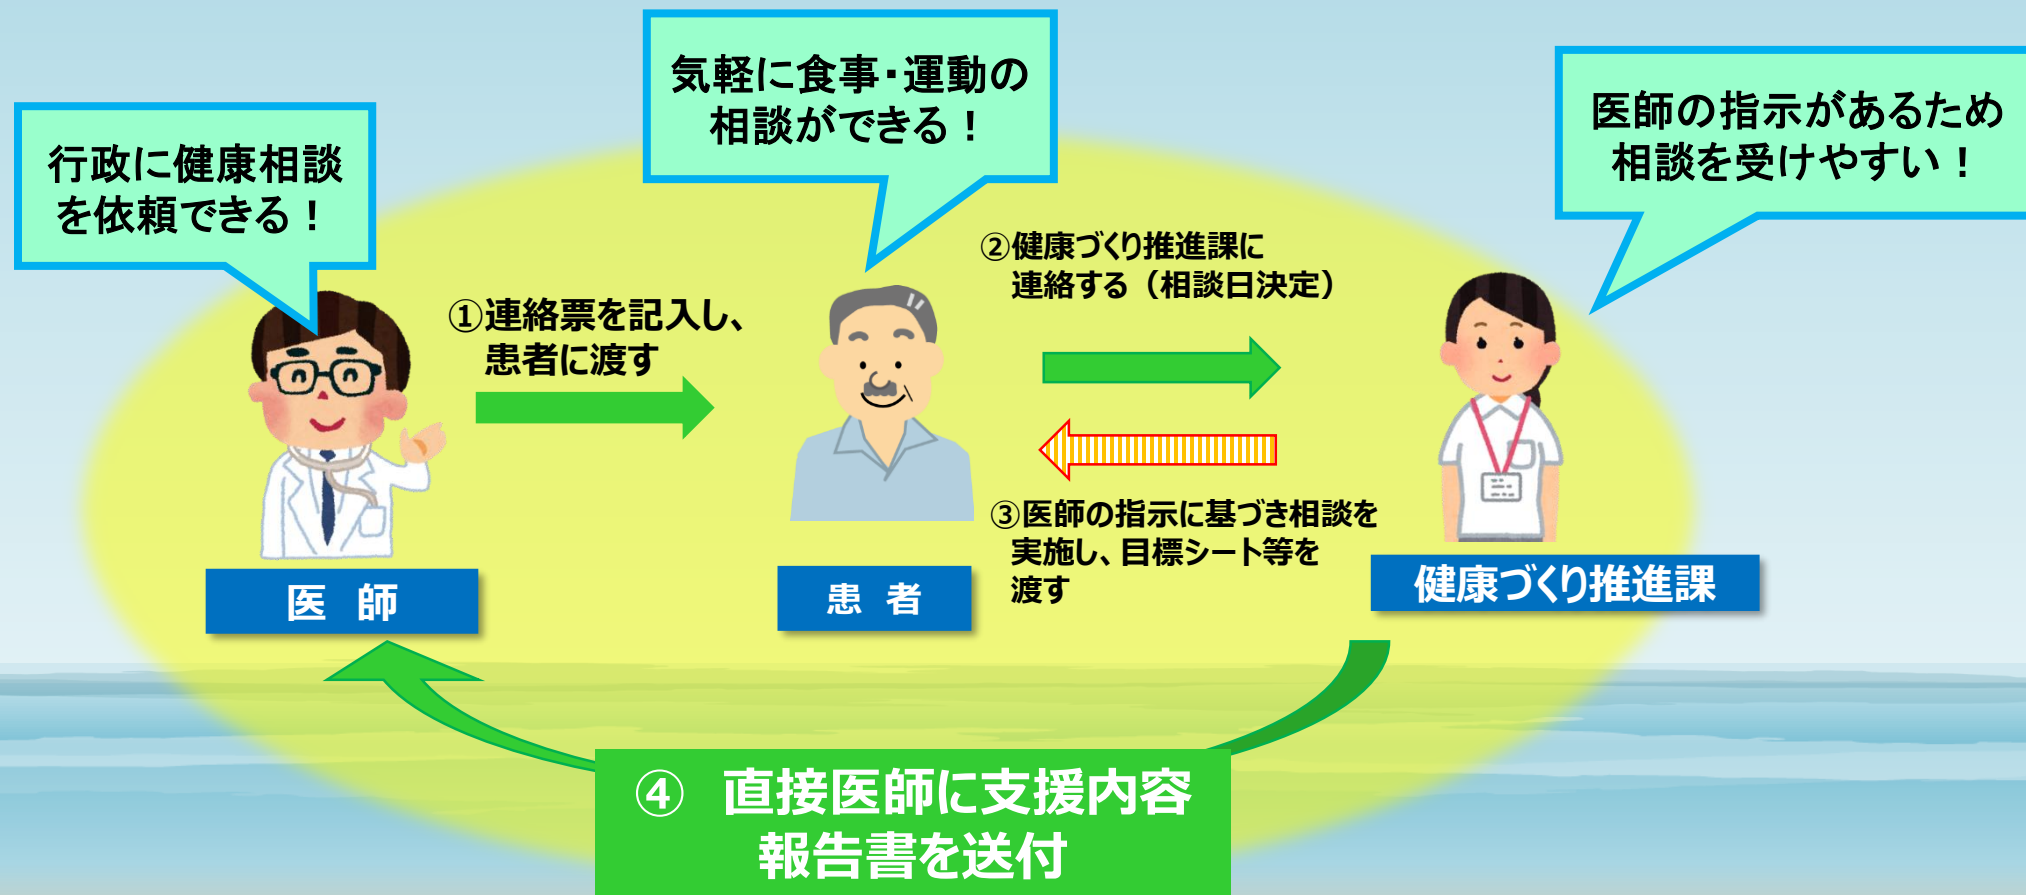 行政に健康相談
を依頼できる！
気軽に食事・運動の
相談ができる！
医師の指示があるため
相談を受けやすい！
①連絡票を記入し、
患者に渡す
②健康づくり推進課に
連絡する（相談日決定）
③医師の指示に基づき相談を
実施し、目標シート等を
渡す
医 師
患 者
健康づくり推進課
④ 直接医師に支援内容
報告書を送付